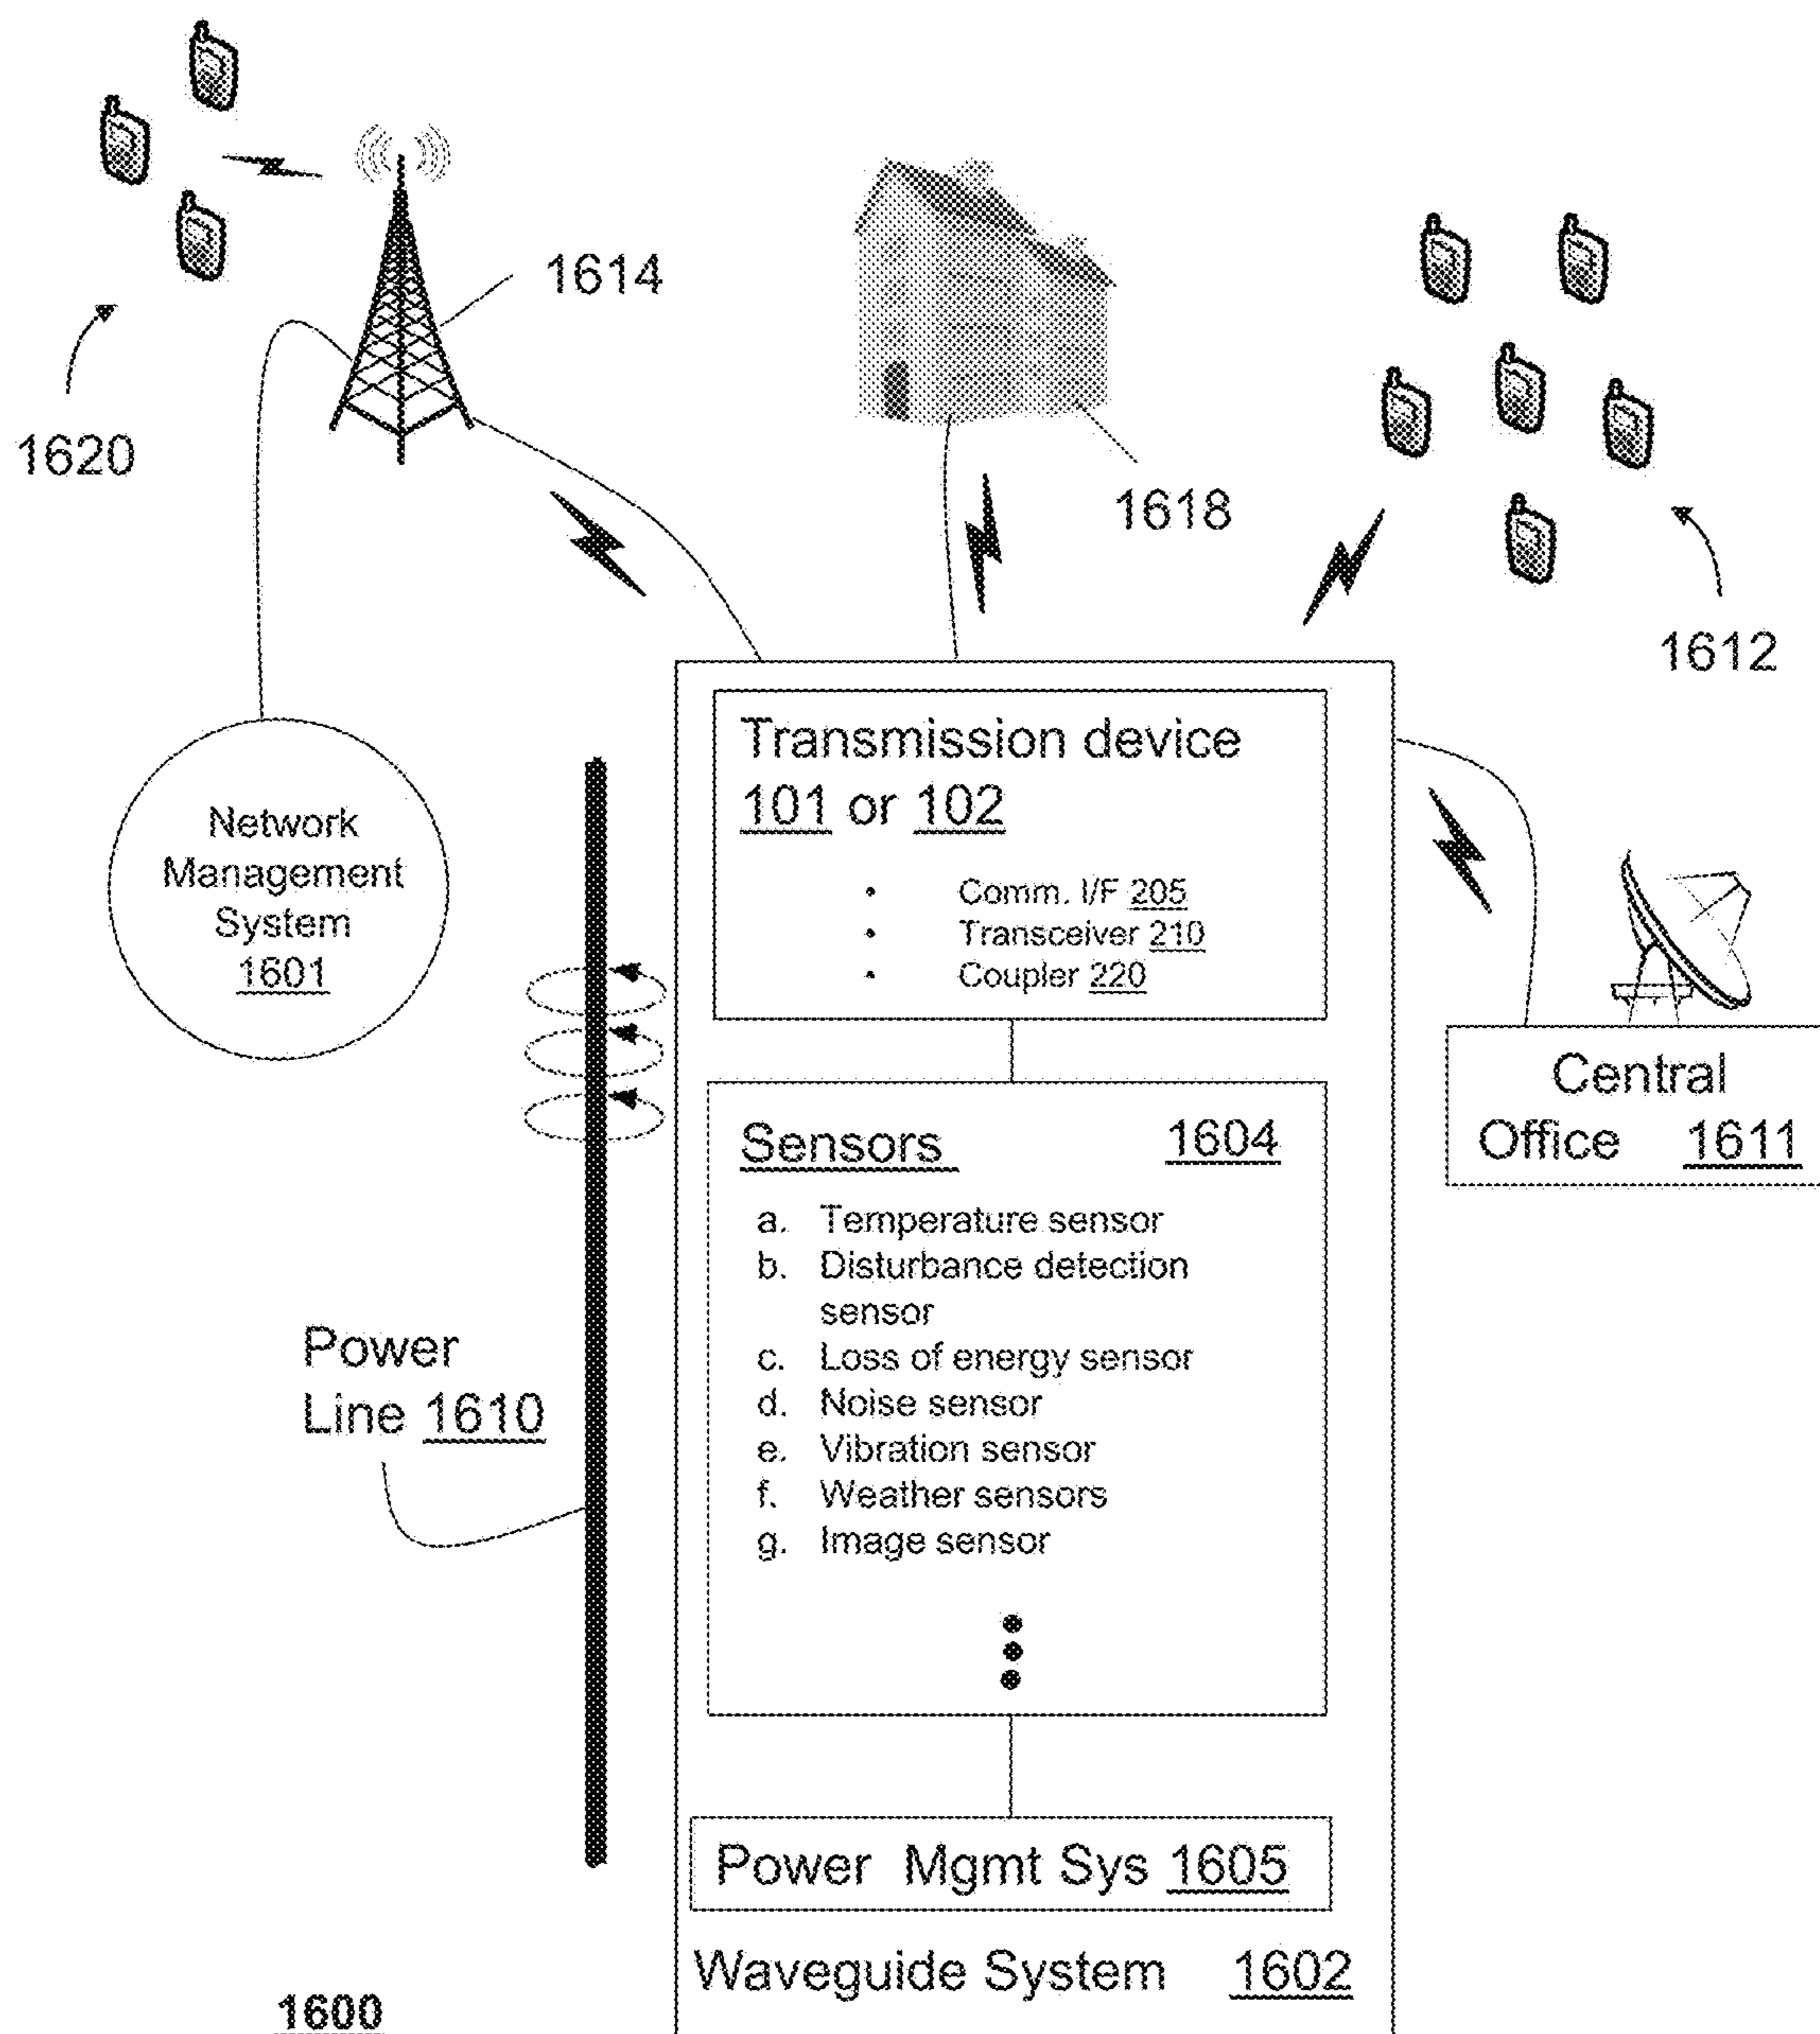 1614
1620
1618
1612
Network
Management
System
1601
Transmission device
101 or 102
• Comm. I/F 205
• Transceiver 210
• Coupler 220
Central
Office 1611
Sensors 1604
a. Temperature sensor
b. Disturbance detection
sensor
c. Loss of energy sensor
d. Noise sensor
e. Vibration sensor
f. Weather sensors
g. Image sensor
Power
Line 1610
Power Mgmt Sys 1605
Waveguide System 1602
1600